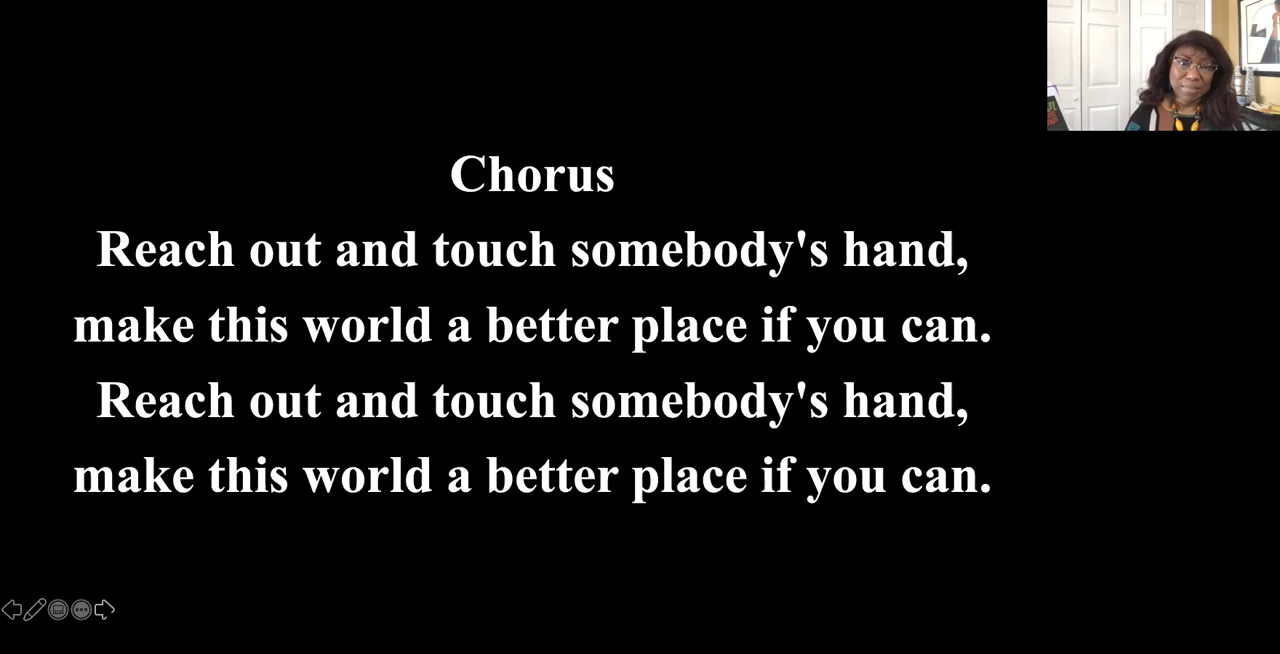 Chorus
Reach out and touch somebody's hand,
make this world a better place if you can.
Reach out and touch somebody's hand,
make this world a better place if you can.